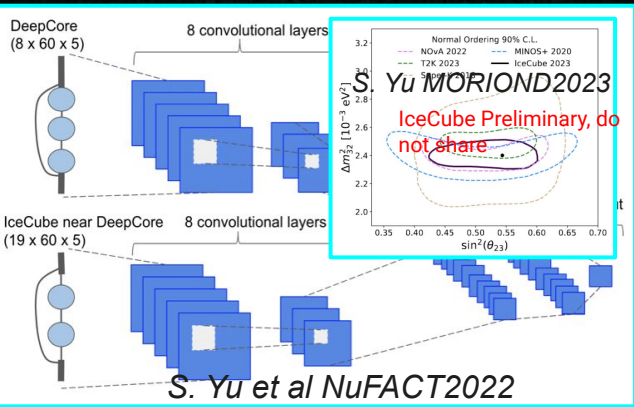 DeepCore
(8 x 60 x 5)
8 convolutional layers
Normal Ordering 90% C.L.
NOvA 2022
MINOS+ 2020
T2K 2023
IceCube 2023
S. Yu MORIOND2023
IceCube Preliminary, do
not share
Δm²₃₂ [10⁻³ eV²]
3.2
3.0
2.8
2.6
2.4
2.2
2.0
0.35
0.40
0.45
0.50
0.55
0.60
0.65
0.70
sin²(θ₂₃)
IceCube near DeepCore
(19 x 60 x 5)
8 convolutional layers
S. Yu et al NuFACT2022